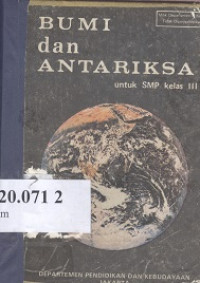 BUMI
dan
ANTARIKSA
untuk SMP kelas III
20.071 2
m
DEPARTEMEN PENDIDIKAN DAN KEBUDAYAAN
JAKARTA